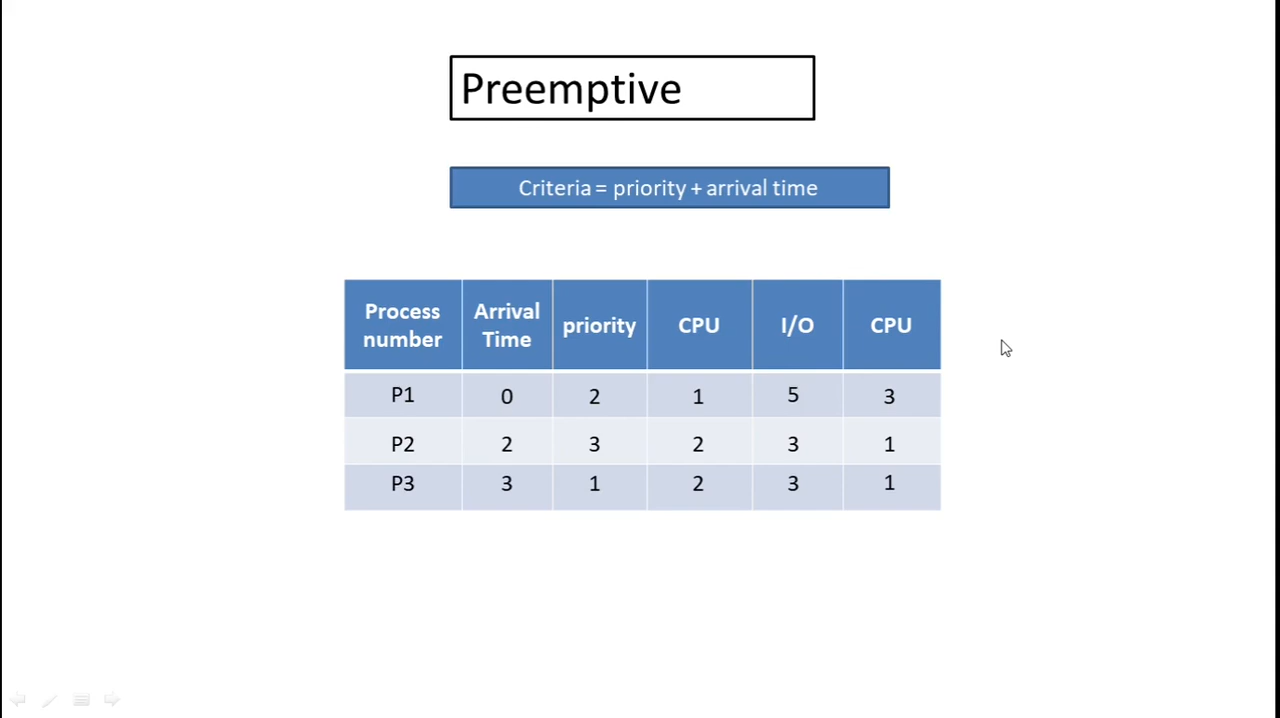 Preemptive
Criteria = priority + arrival time
Process number Arrival Time priority CPU I/O CPU
P1 0 2 1 5 3
P2 2 3 2 3 1
P3 3 1 2 3 1